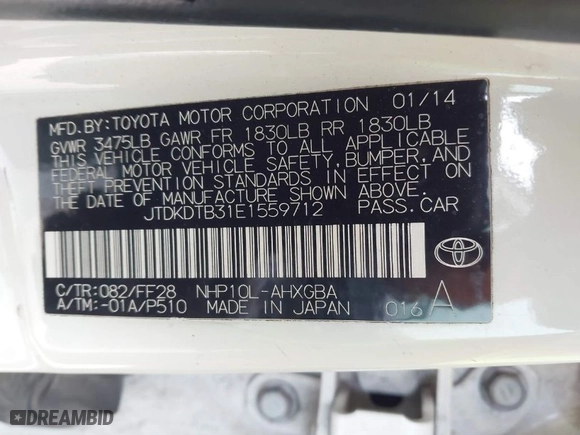 MFD.BY:TOYOTA MOTOR CORPORATION 01/14
GVWR 3475LB GAWR FR 1830LB RR 1830LB
THIS VEHICLE CONFORMS TO ALL APPLICABLE
FEDERAL MOTOR VEHICLE SAFETY,BUMPER,AND
THEFT PREVENTION STANDARDS IN EFFECT ON
THE DATE OF MANUFACTURE SHOWN ABOVE.
JTDKDTB31E1559712 PASS.CAR
TOYOTA
C/TR:082/FF28 NHP10L-AHXGBA
A/TM:-01A/P510 MADE IN JAPAN 016 A
DREAMBID